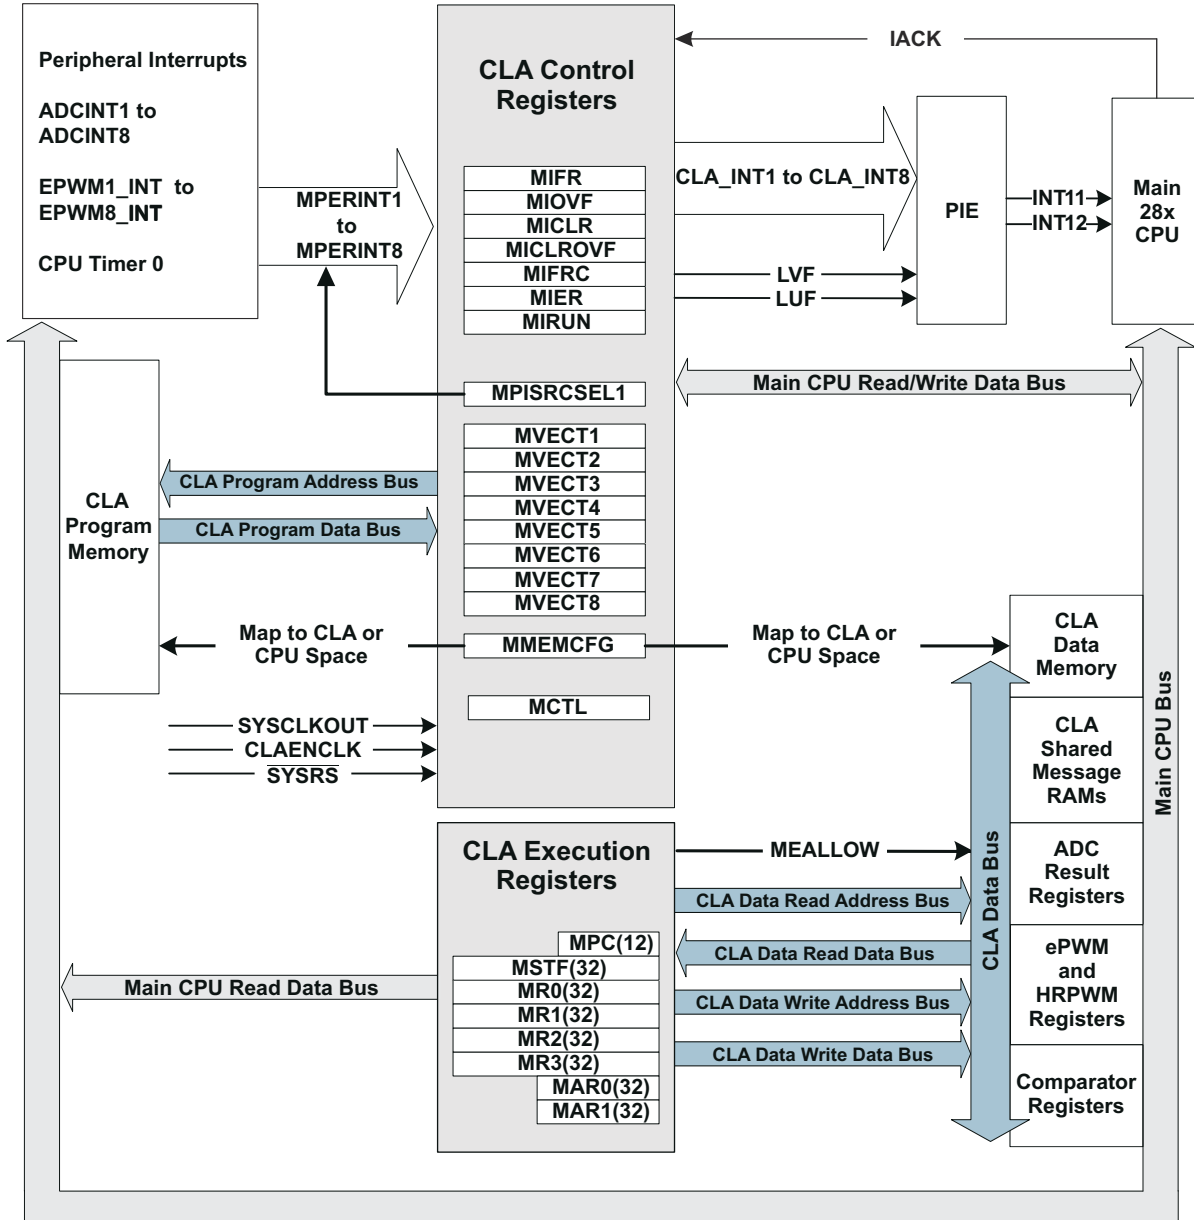 Peripheral Interrupts
ADCINT1 to
ADCINT8
EPWM1_INT to
EPWM8_INT
CPU Timer 0
MPERINT1
to
MPERINT8
CLA Control
Registers
MIFR
MIOVF
MICLR
MICLROVF
MIFRC
MIER
MIRUN
MPISRCSEL1
MVECT1
MVECT2
MVECT3
MVECT4
MVECT5
MVECT6
MVECT7
MVECT8
MMEMCFG
MCTL
IACK
CLA_INT1 to CLA_INT8
LVF
LUF
PIE
INT11
INT12
Main
28x
CPU
Main CPU Read/Write Data Bus
CLA
Program
Memory
CLA Program Address Bus
CLA Program Data Bus
Map to CLA or
CPU Space
Map to CLA or
CPU Space
SYSCLKOUT
CLAENCLK
SYSRS
CLA
Data
Memory
CLA
Shared
Message
RAMs
ADC
Result
Registers
ePWM
and
HRPWM
Registers
Comparator
Registers
Main CPU Bus
CLA Data Bus
CLA Execution
Registers
MPC(12)
MSTF(32)
MR0(32)
MR1(32)
MR2(32)
MR3(32)
MAR0(32)
MAR1(32)
MEALLOW
CLA Data Read Address Bus
CLA Data Read Data Bus
CLA Data Write Address Bus
CLA Data Write Data Bus
Main CPU Read Data Bus